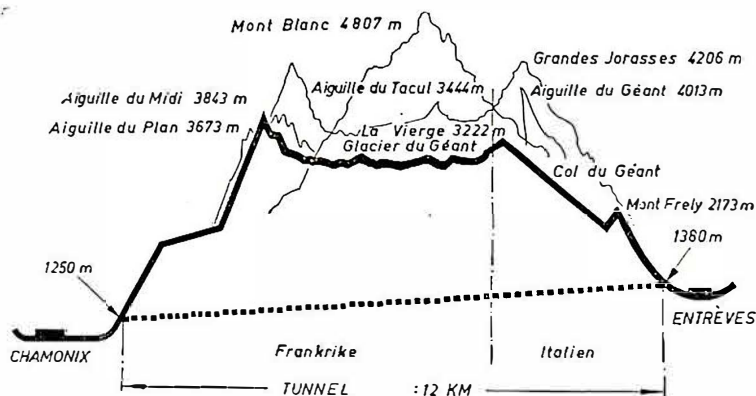 Mont Blanc 4807 m
Grandes Jorasses 4206 m
Aiguille du Tacul 3444 m
Aiguille du Géant 4013 m
Aiguille du Midi 3843 m
Aiguille du Plan 3673 m
La Vierge 3222 m
Glacier du Géant
Col du Géant
Mont Frely 2173 m
1380 m
1250 m
ENTRÈVES
CHAMONIX
Frankrike
Italien
TUNNEL :12 KM